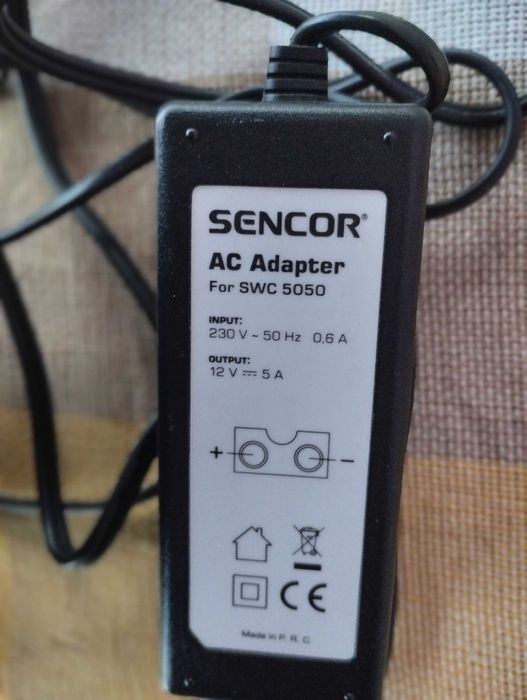 SENCOR®
AC Adapter
For SWC 5050
INPUT:
230 V ~ 50 Hz 0.6 A
OUTPUT:
12 V ⎓ 5 A
+ −
CE
Made in P. R. C.